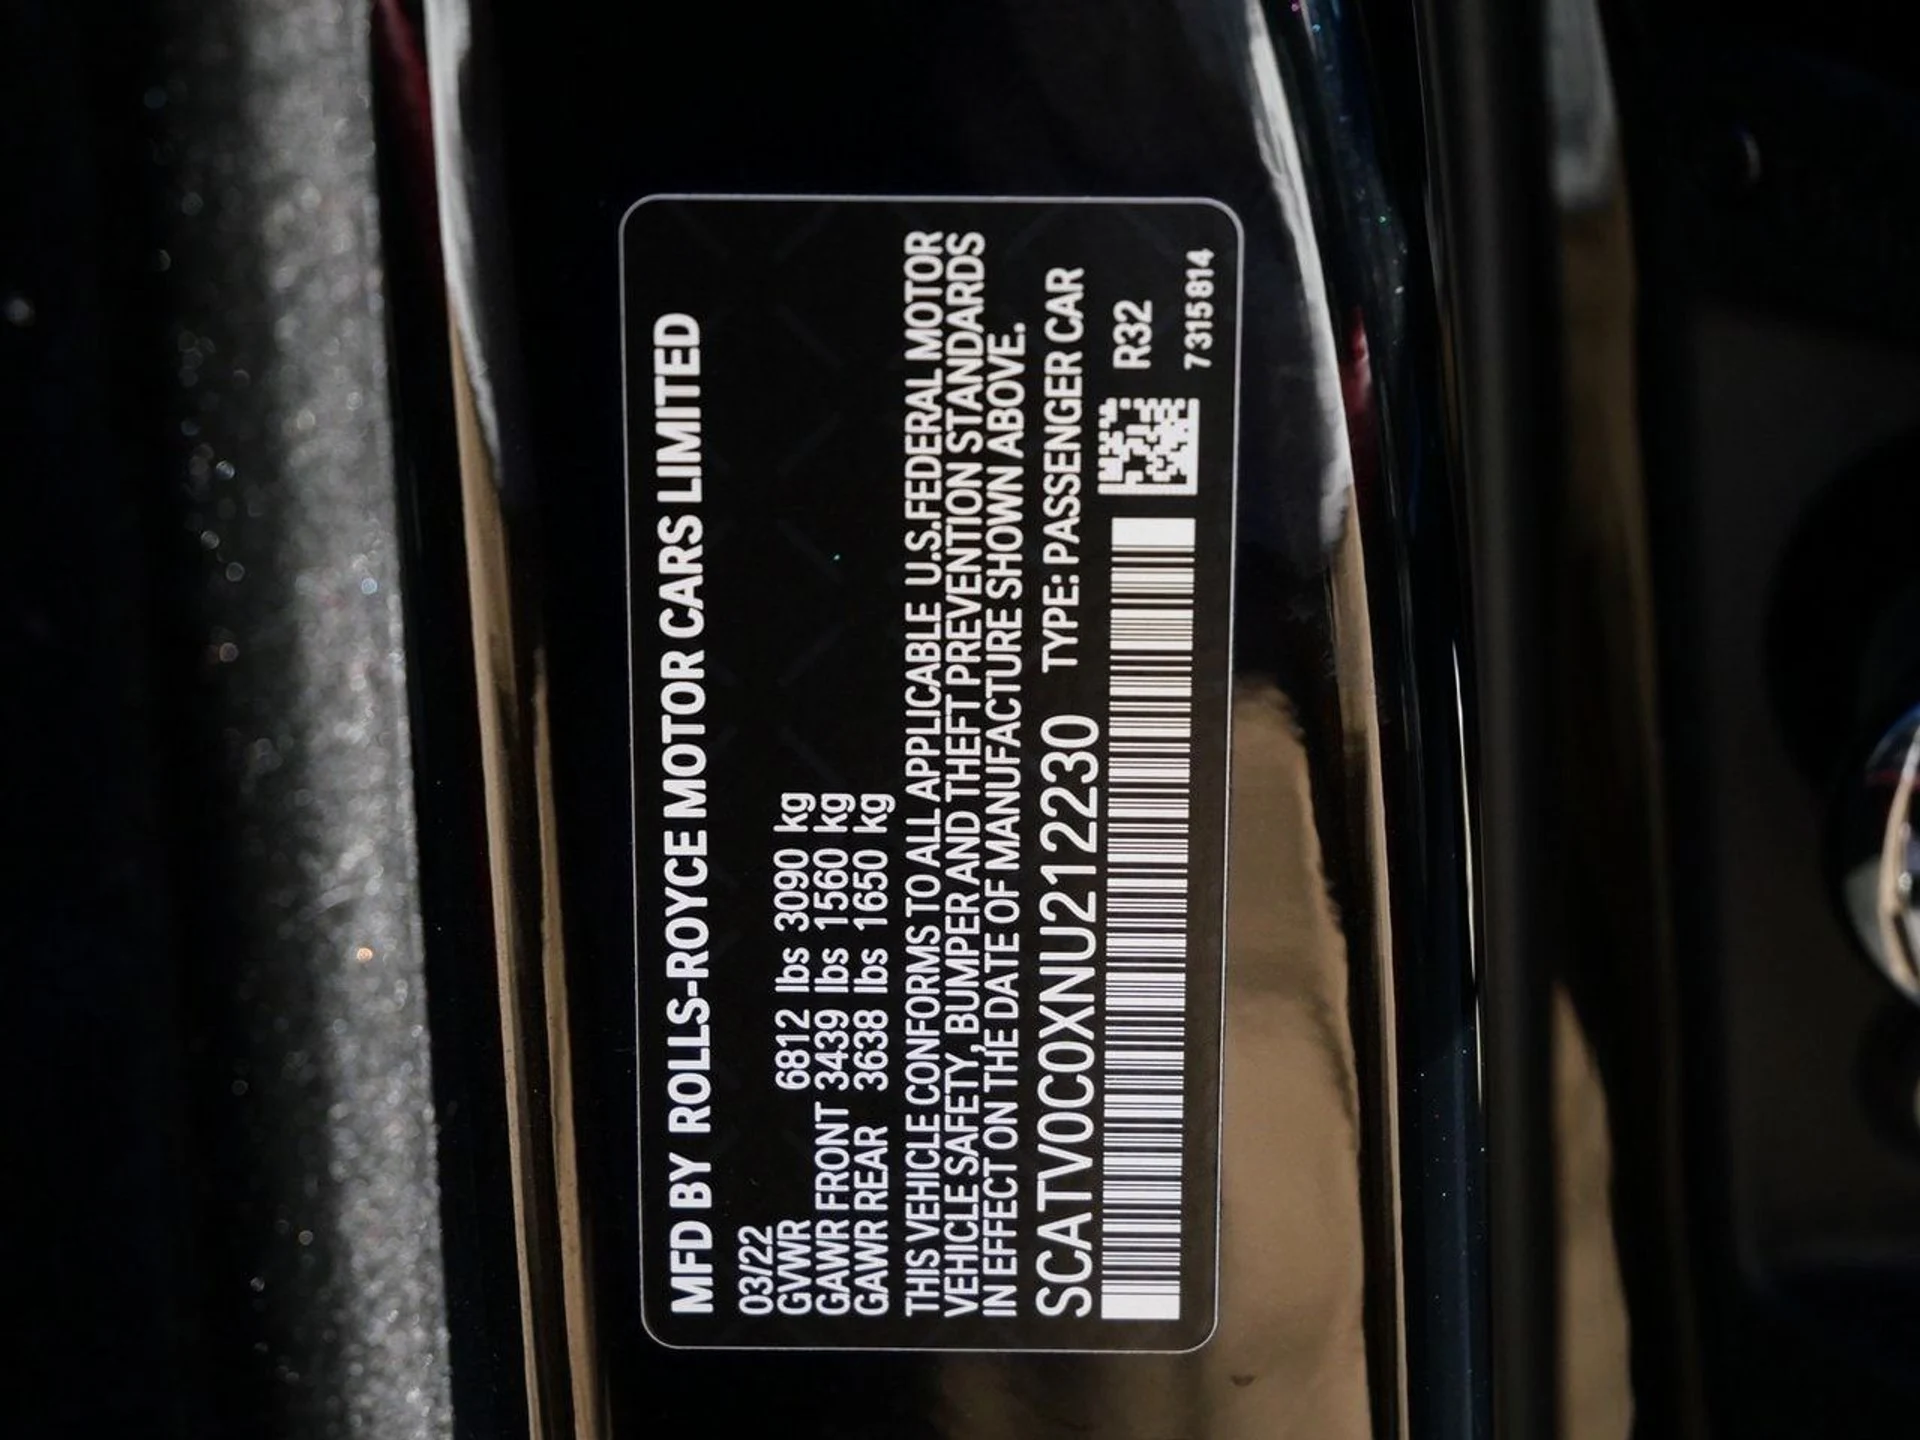 MFD BY ROLLS-ROYCE MOTOR CARS LIMITED
03/22
GVWR 6812 lbs 3090 kg
GAWR FRONT 3439 lbs 1560 kg
GAWR REAR 3638 lbs 1650 kg
THIS VEHICLE CONFORMS TO ALL APPLICABLE U.S.FEDERAL MOTOR
VEHICLE SAFETY, BUMPER AND THEFT PREVENTION STANDARDS
IN EFFECT ON THE DATE OF MANUFACTURE SHOWN ABOVE.
SCATV0C0XNU212230 TYPE: PASSENGER CAR
R32
7315814